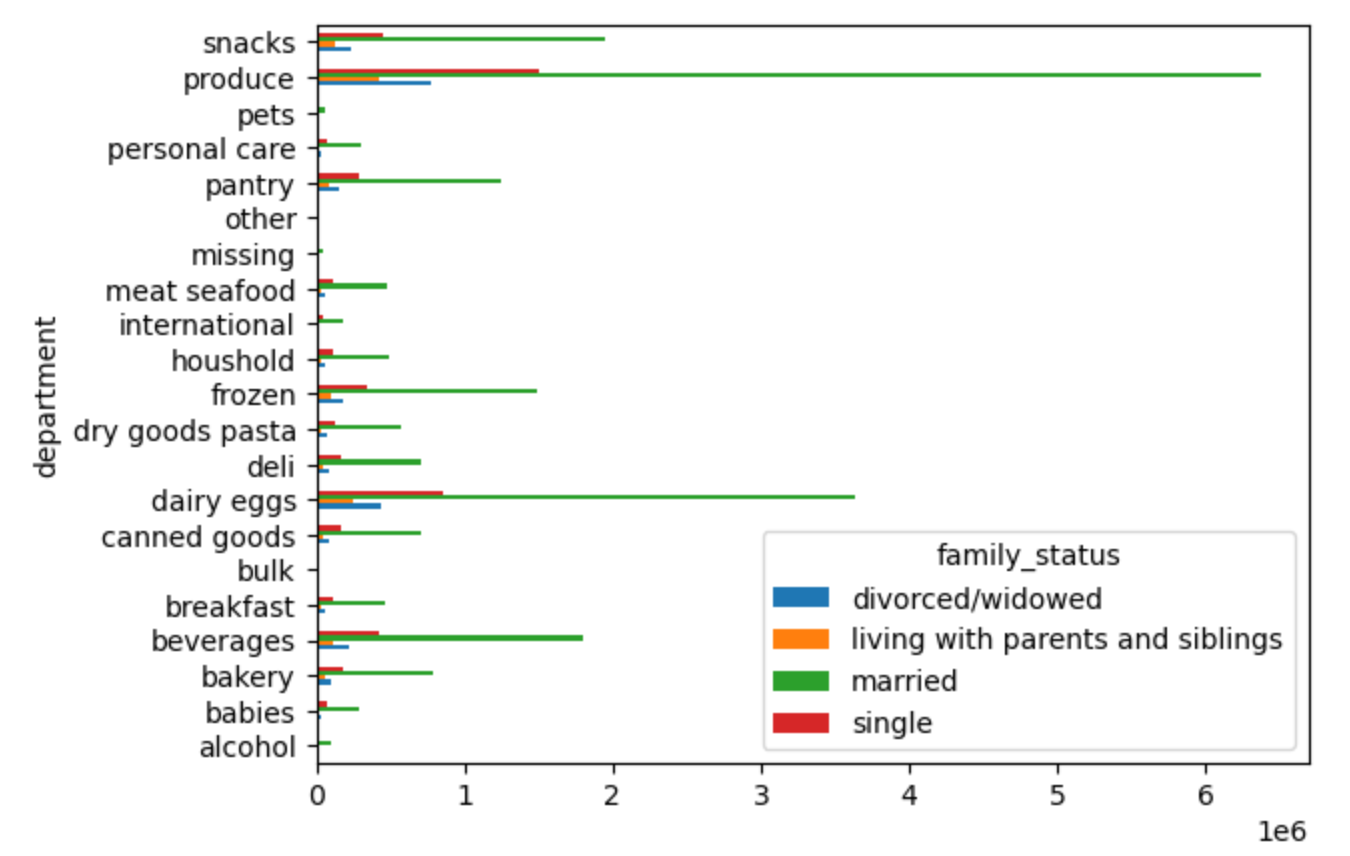 snacks
produce
pets
personal care
pantry
other
missing
meat seafood
international
houshold
frozen
dry goods pasta
deli
dairy eggs
canned goods
bulk
breakfast
beverages
bakery
babies
alcohol
department
family_status
divorced/widowed
living with parents and siblings
married
single
0 1 2 3 4 5 6
1e6